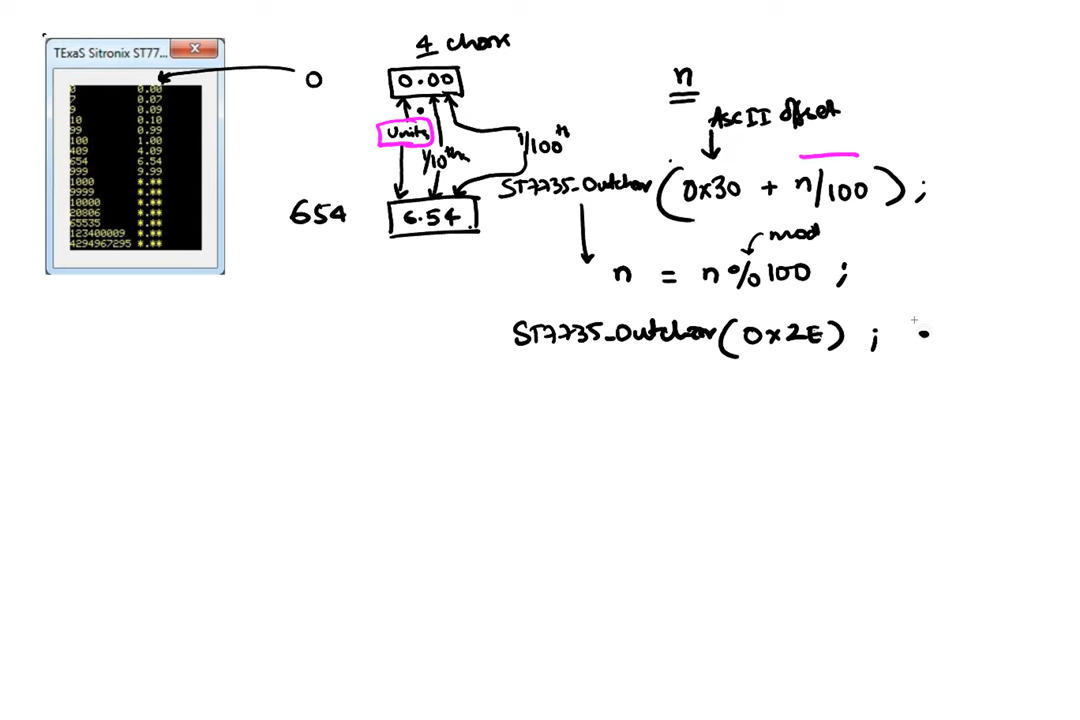 TExaS Sitronix ST77...
0 0.00
7 0.07
9 0.09
10 0.10
99 0.99
100 1.00
409 4.09
654 6.54
999 9.99
1000 *.**
9999 *.**
10000 *.**
20806 *.**
65535 *.**
123400009 *.**
4294967295 *.**
4 chars
0
0.00
n
ASCII offset
.
Units
1/10ths
1/100th
ST7735_Outchar(0x30 + n/100);
654
6.54
mod
n = n%100;
ST7735_Outchar(0x2E); .